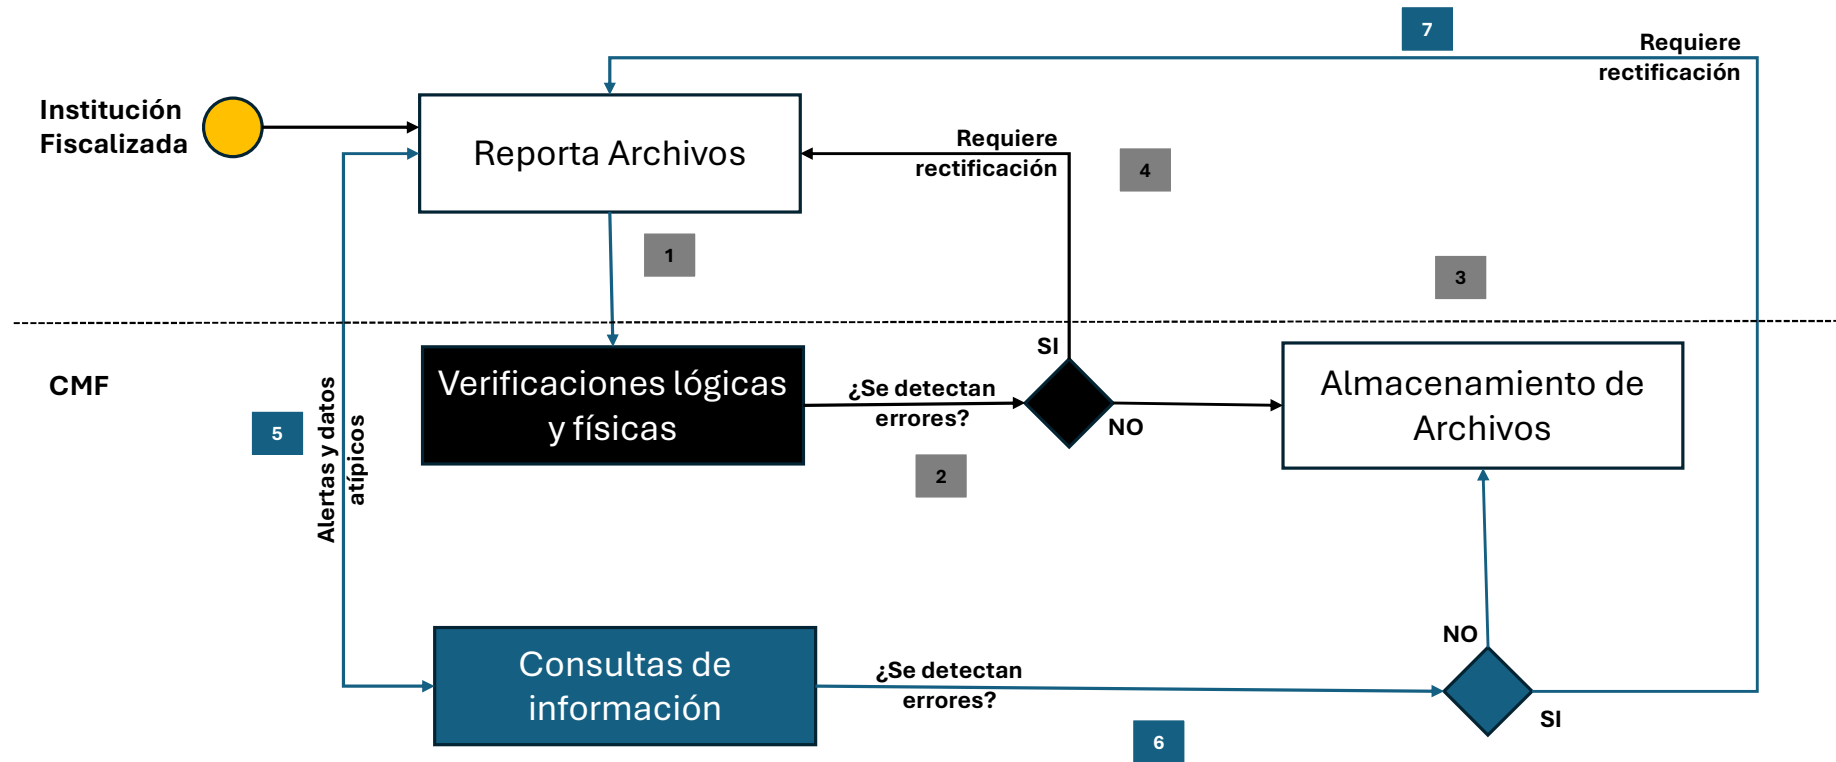 7
Requiere
rectificación
Institución
Fiscalizada
Reporta Archivos
Requiere
rectificación
4
1
3
CMF
SI
Verificaciones lógicas
y físicas
¿Se detectan
errores?
NO
Almacenamiento de
Archivos
5
Alertas y datos
atípicos
2
NO
Consultas de
información
¿Se detectan
errores?
SI
6